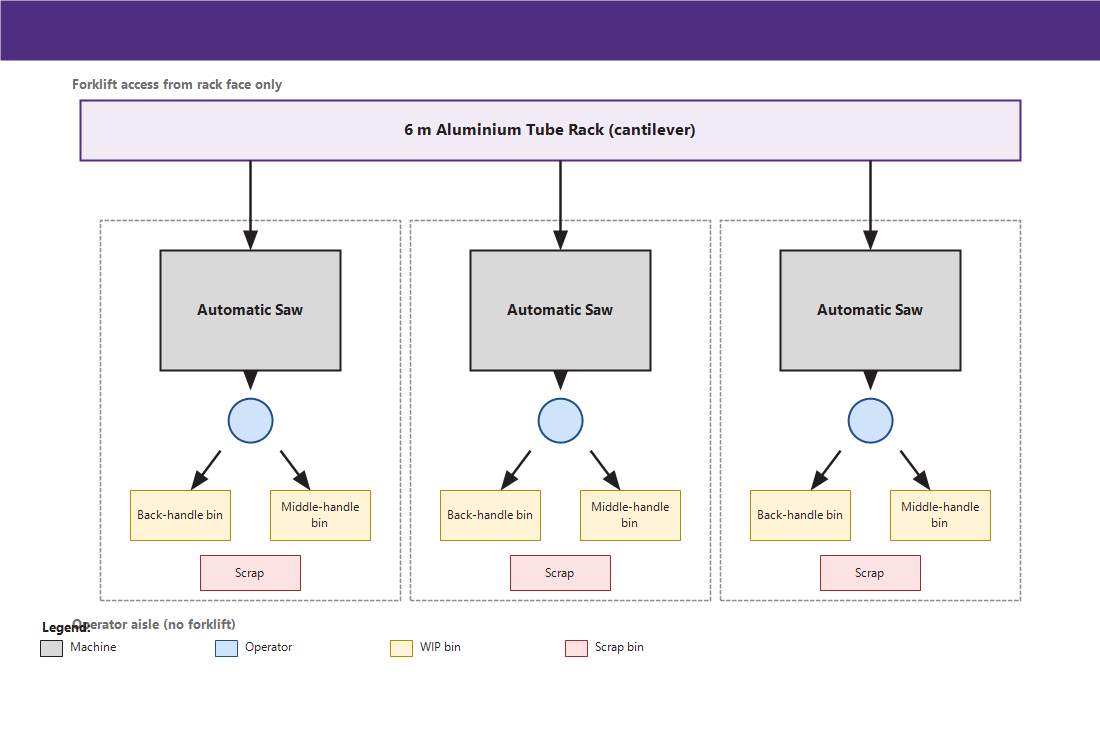 Forklift access from rack face only
6 m Aluminium Tube Rack (cantilever)
Automatic Saw
Automatic Saw
Automatic Saw
Back-handle bin
Middle-handle
bin
Back-handle bin
Middle-handle
bin
Back-handle bin
Middle-handle
bin
Scrap
Scrap
Scrap
Operator aisle (no forklift)
Legend:
Machine
Operator
WIP bin
Scrap bin